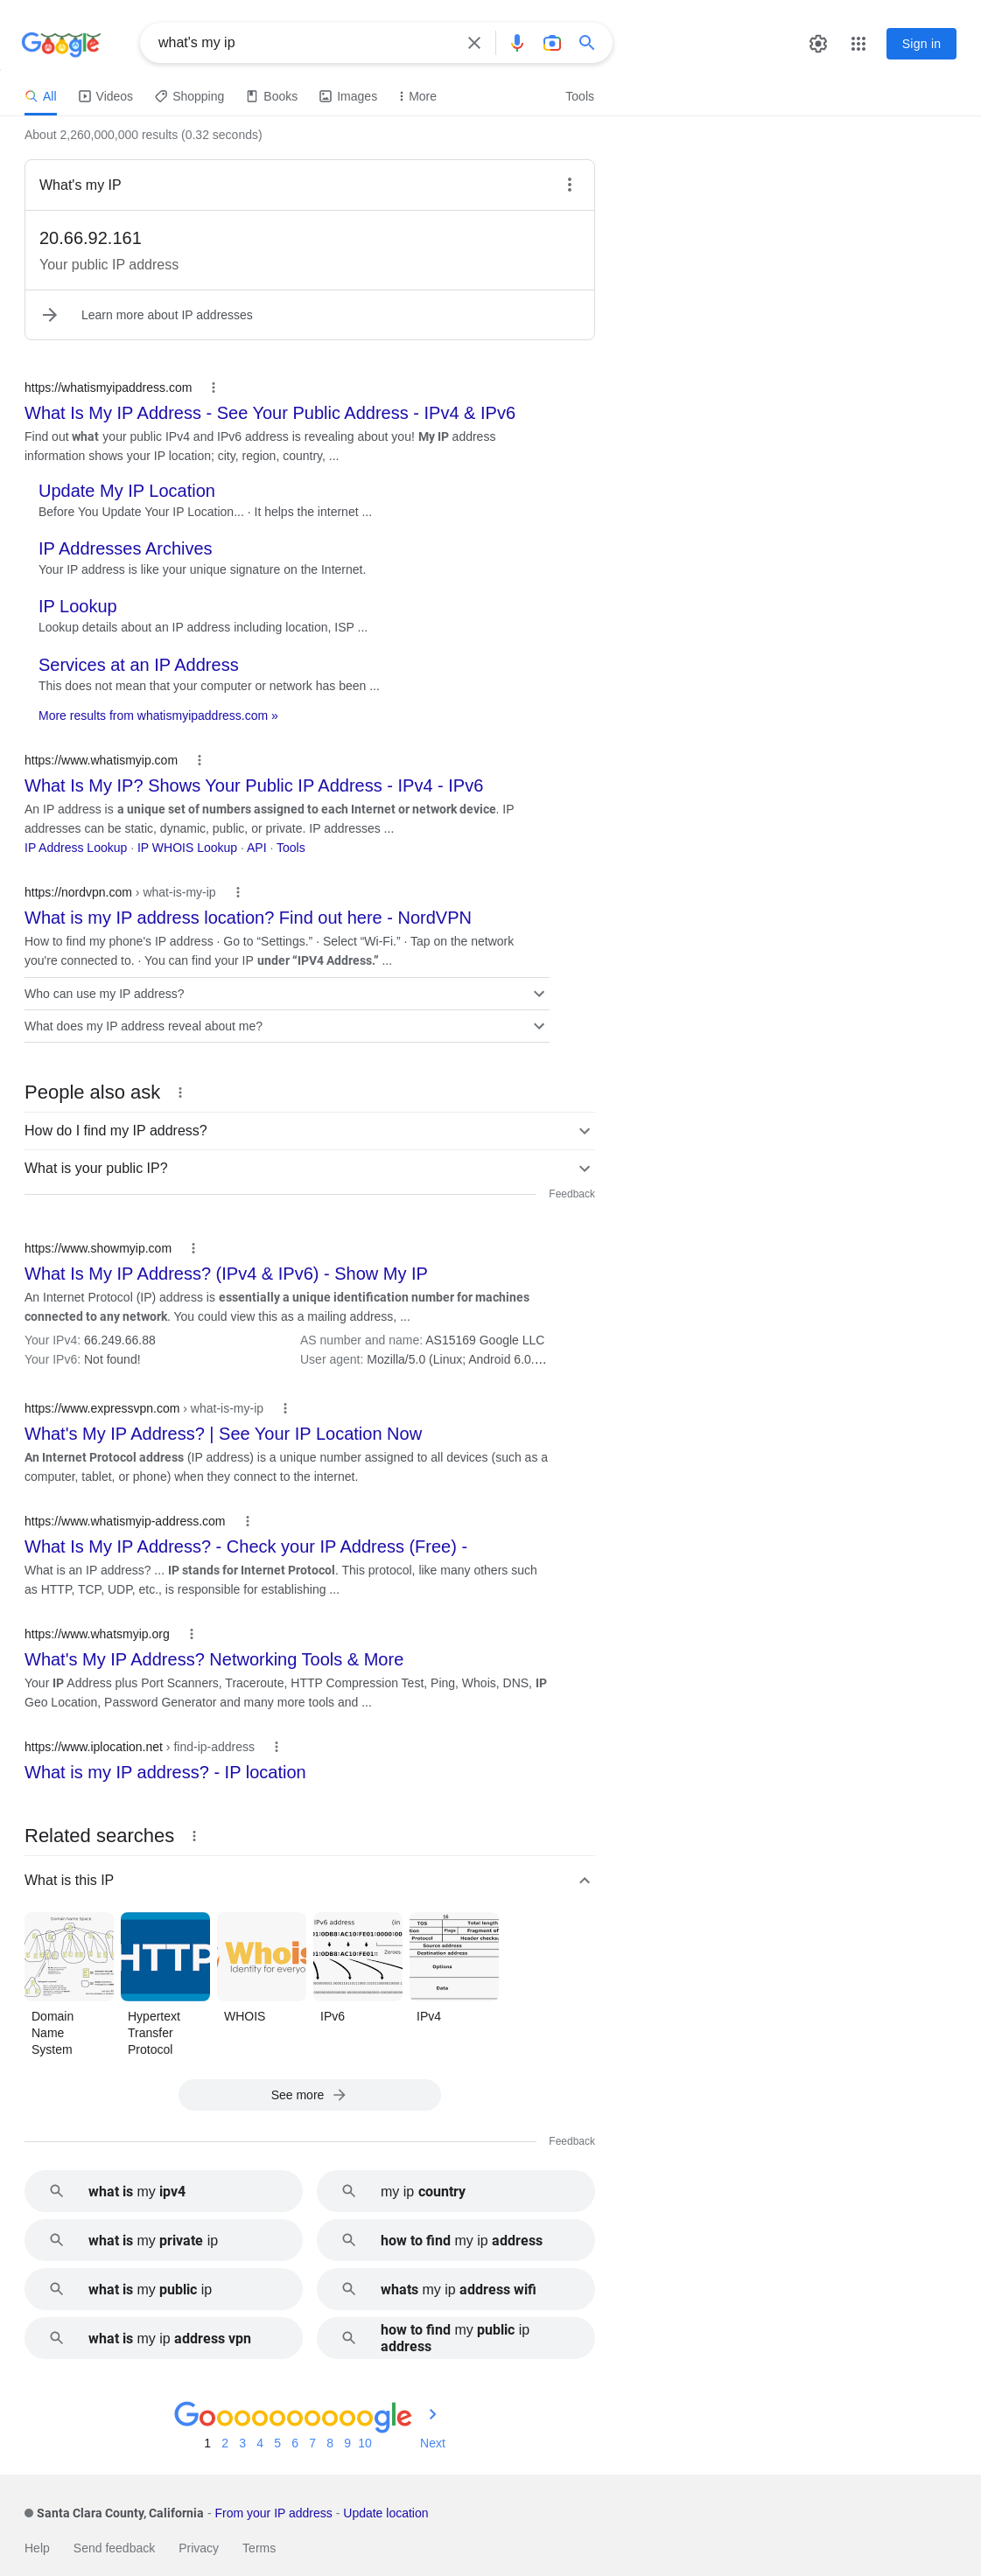 Google
what's my ip
Sign in
All Videos Shopping Books Images More Tools
About 2,260,000,000 results (0.32 seconds)
What's my IP
20.66.92.161
Your public IP address
Learn more about IP addresses
https://whatismyipaddress.com
What Is My IP Address - See Your Public Address - IPv4 & IPv6
Find out what your public IPv4 and IPv6 address is revealing about you! My IP address
information shows your IP location; city, region, country, ...
Update My IP Location
Before You Update Your IP Location... · It helps the internet ...
IP Addresses Archives
Your IP address is like your unique signature on the Internet.
IP Lookup
Lookup details about an IP address including location, ISP ...
Services at an IP Address
This does not mean that your computer or network has been ...
More results from whatismyipaddress.com »
https://www.whatismyip.com
What Is My IP? Shows Your Public IP Address - IPv4 - IPv6
An IP address is a unique set of numbers assigned to each Internet or network device. IP
addresses can be static, dynamic, public, or private. IP addresses ...
IP Address Lookup · IP WHOIS Lookup · API · Tools
https://nordvpn.com › what-is-my-ip
What is my IP address location? Find out here - NordVPN
How to find my phone's IP address · Go to “Settings.” · Select “Wi-Fi.” · Tap on the network
you're connected to. · You can find your IP under “IPV4 Address.” ...
Who can use my IP address?
What does my IP address reveal about me?
People also ask
How do I find my IP address?
What is your public IP?
Feedback
https://www.showmyip.com
What Is My IP Address? (IPv4 & IPv6) - Show My IP
An Internet Protocol (IP) address is essentially a unique identification number for machines
connected to any network. You could view this as a mailing address, ...
Your IPv4: 66.249.66.88 AS number and name: AS15169 Google LLC
Your IPv6: Not found! User agent: Mozilla/5.0 (Linux; Android 6.0....
https://www.expressvpn.com › what-is-my-ip
What's My IP Address? | See Your IP Location Now
An Internet Protocol address (IP address) is a unique number assigned to all devices (such as a
computer, tablet, or phone) when they connect to the internet.
https://www.whatismyip-address.com
What Is My IP Address? - Check your IP Address (Free) -
What is an IP address? ... IP stands for Internet Protocol. This protocol, like many others such
as HTTP, TCP, UDP, etc., is responsible for establishing ...
https://www.whatsmyip.org
What's My IP Address? Networking Tools & More
Your IP Address plus Port Scanners, Traceroute, HTTP Compression Test, Ping, Whois, DNS, IP
Geo Location, Password Generator and many more tools and ...
https://www.iplocation.net › find-ip-address
What is my IP address? - IP location
Related searches
What is this IP
Domain Name Space
HTTP
Whois
Identity for everyo
IPv6 address (in
Zeroes
16
TOS Total length
Flags Fragment of
Protocol Header checksu
Source address
Destination address
Options
Data
Domain Name System
Hypertext Transfer Protocol
WHOIS
IPv6
IPv4
See more
Feedback
what is my ipv4
my ip country
what is my private ip
how to find my ip address
what is my public ip
whats my ip address wifi
what is my ip address vpn
how to find my public ip
address
Goooooooooogle
1 2 3 4 5 6 7 8 9 10 Next
Santa Clara County, California - From your IP address - Update location
Help Send feedback Privacy Terms